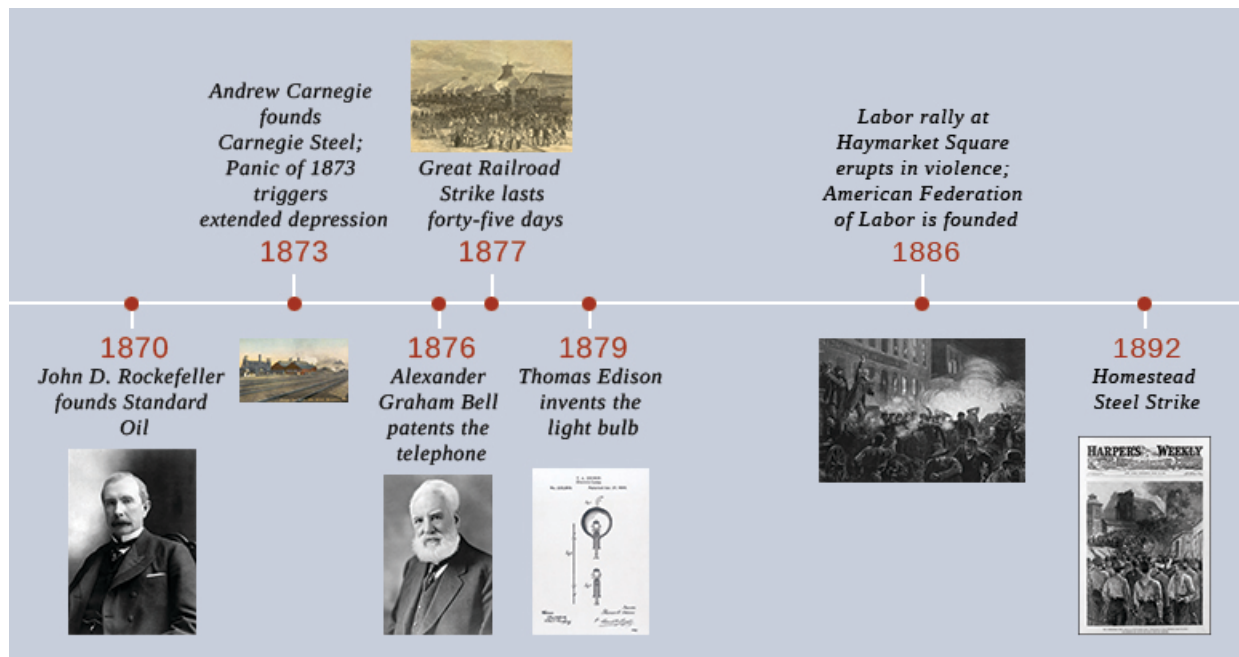 Andrew Carnegie
founds
Carnegie Steel;
Panic of 1873
triggers
extended depression
1873
Great Railroad
Strike lasts
forty-five days
1877
Labor rally at
Haymarket Square
erupts in violence;
American Federation
of Labor is founded
1886
1870
John D. Rockefeller
founds Standard
Oil
1876
Alexander
Graham Bell
patents the
telephone
1879
Thomas Edison
invents the
light bulb
1892
Homestead
Steel Strike
HARPER'S WEEKLY